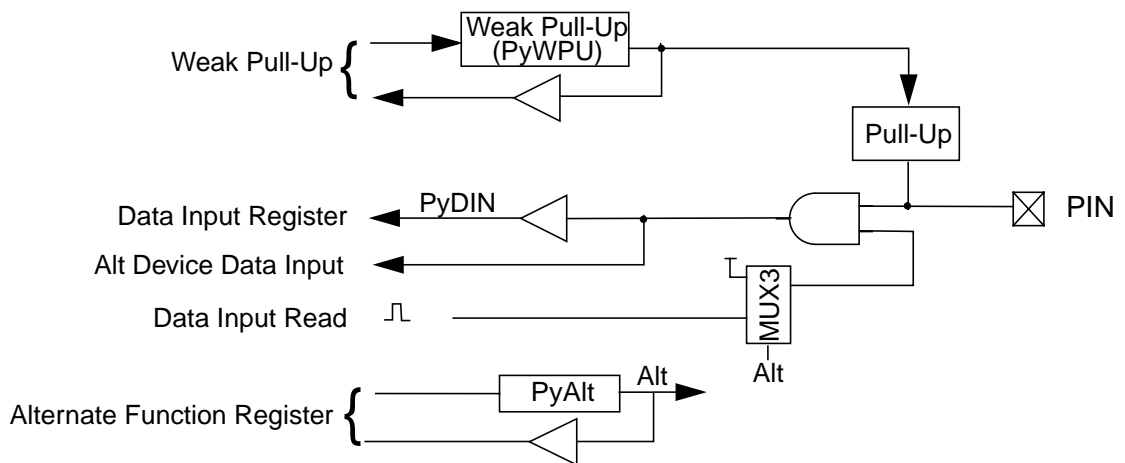 Weak Pull-Up
Weak Pull-Up
(PyWPU)
Pull-Up
Data Input Register
PyDIN
PIN
Alt Device Data Input
MUX3
Data Input Read
Alt
Alternate Function Register
PyAlt
Alt